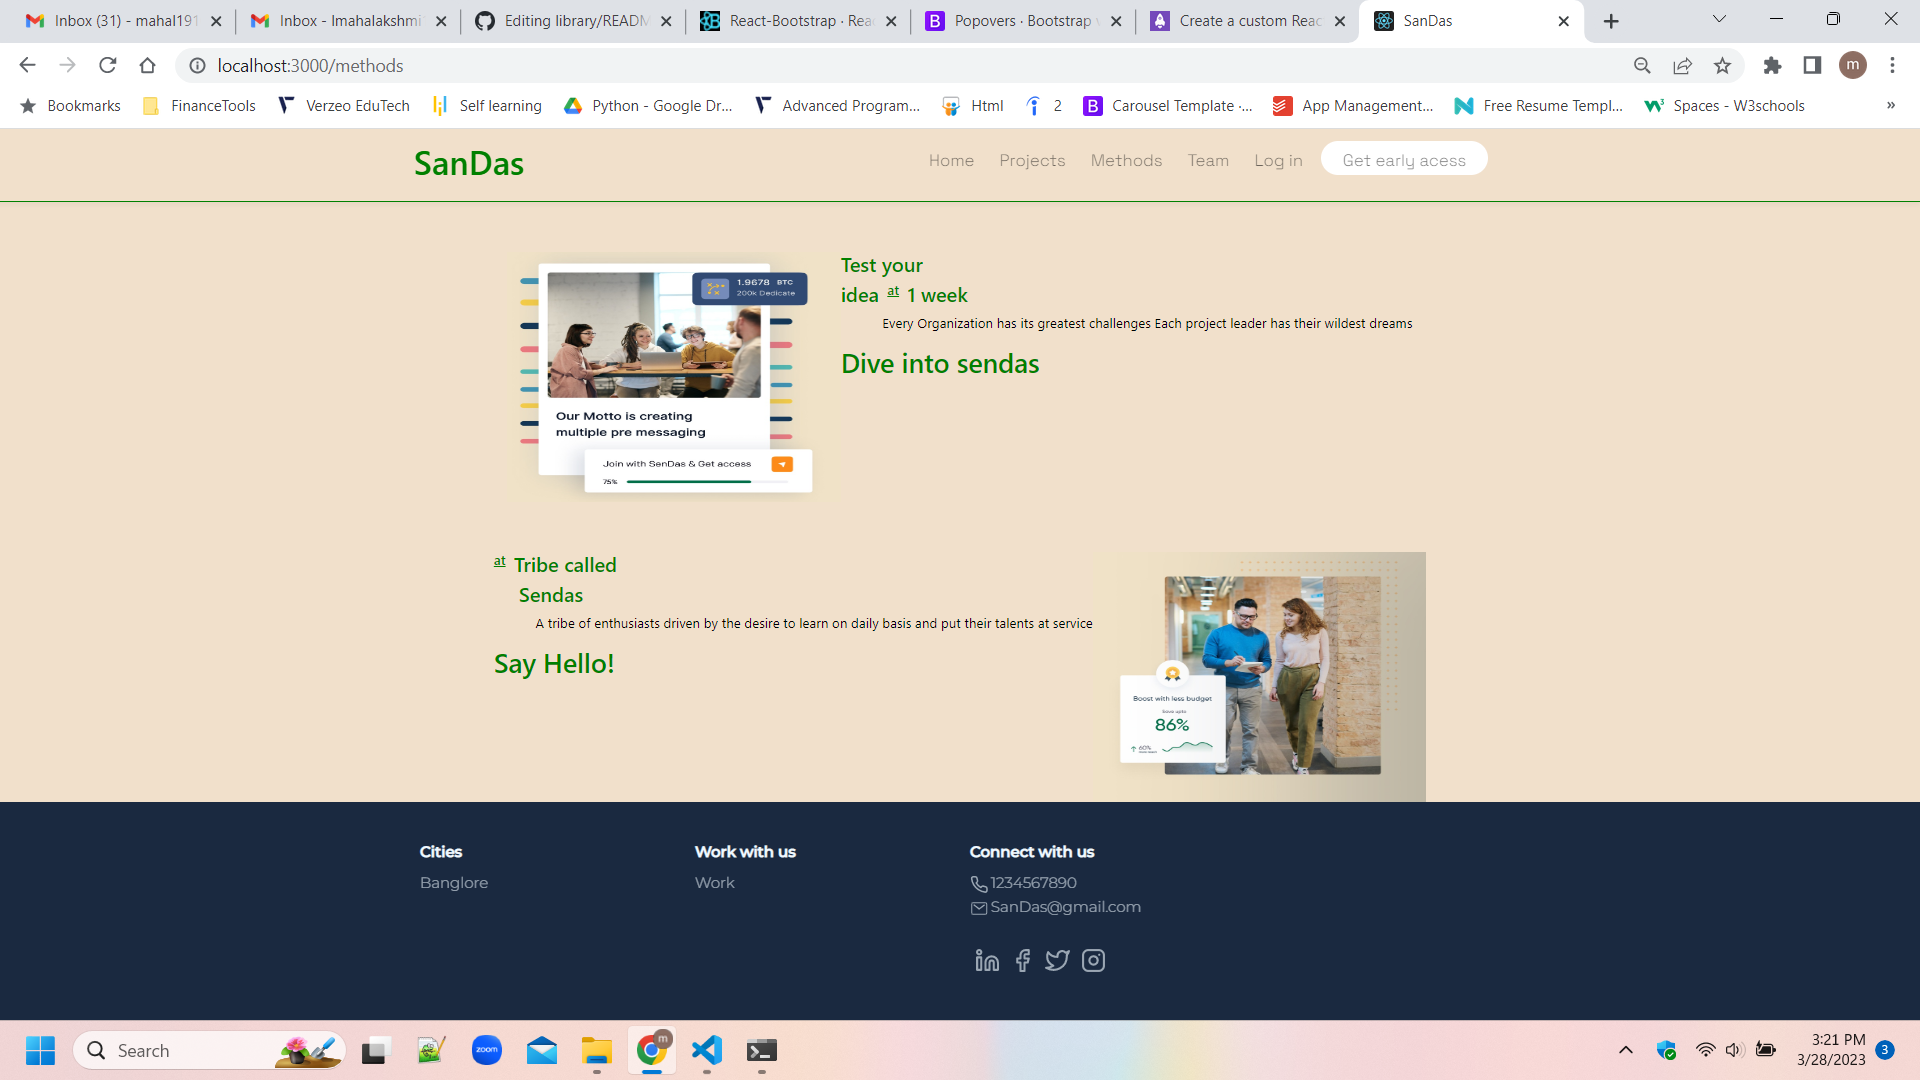 Inbox (31) - mahal191
Inbox - lmahalakshmi
Editing library/READM
React-Bootstrap · Rea
Popovers · Bootstrap v
Create a custom Reac
SanDas
localhost:3000/methods
m
Bookmarks
FinanceTools
Verzeo EduTech
Self learning
Python - Google Dr...
Advanced Program...
Html
2
Carousel Template ·...
App Management...
Free Resume Templ...
Spaces - W3schools
»
SanDas
Home
Projects
Methods
Team
Log in
Get early acess
1.9678 BTC
200k Dedicate
Our Motto is creating
multiple pre messaging
Join with SenDas & Get access
75%
Test your
idea at 1 week
Every Organization has its greatest challenges Each project leader has their wildest dreams
Dive into sendas
at Tribe called
Sendas
A tribe of enthusiasts driven by the desire to learn on daily basis and put their talents at service
Say Hello!
Boost with less budget
Save upto
86%
60%
Cities
Banglore
Work with us
Work
Connect with us
1234567890
SanDas@gmail.com
Search
zoom
m
3:21 PM
3/28/2023
3